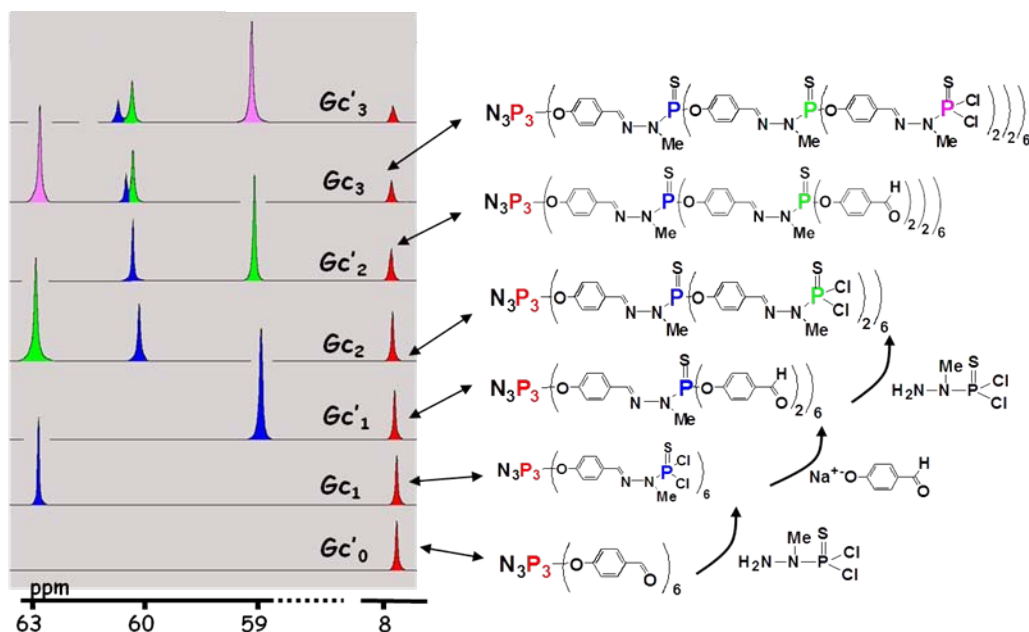 Gc'3
Gc3
Gc'2
Gc2
Gc'1
Gc1
Gc'0
ppm
63 60 59 8
S S S
N3P3 O P O P O P Cl
N N N N N N Cl
Me Me Me 2 2 6
S S H
N3P3 O P O P O
N N N N O 2 2 6
Me Me
S S
N3P3 O P O P Cl
N N N N Cl 2 6
Me Me
S H
N3P3 O P O
N N O 2 6
Me
Me S
H2N N P Cl
Cl
S
N3P3 O P Cl
N N Cl
Me 6
Na+ -O H
O
N3P3 O O
6
Me S
H2N N P Cl
Cl